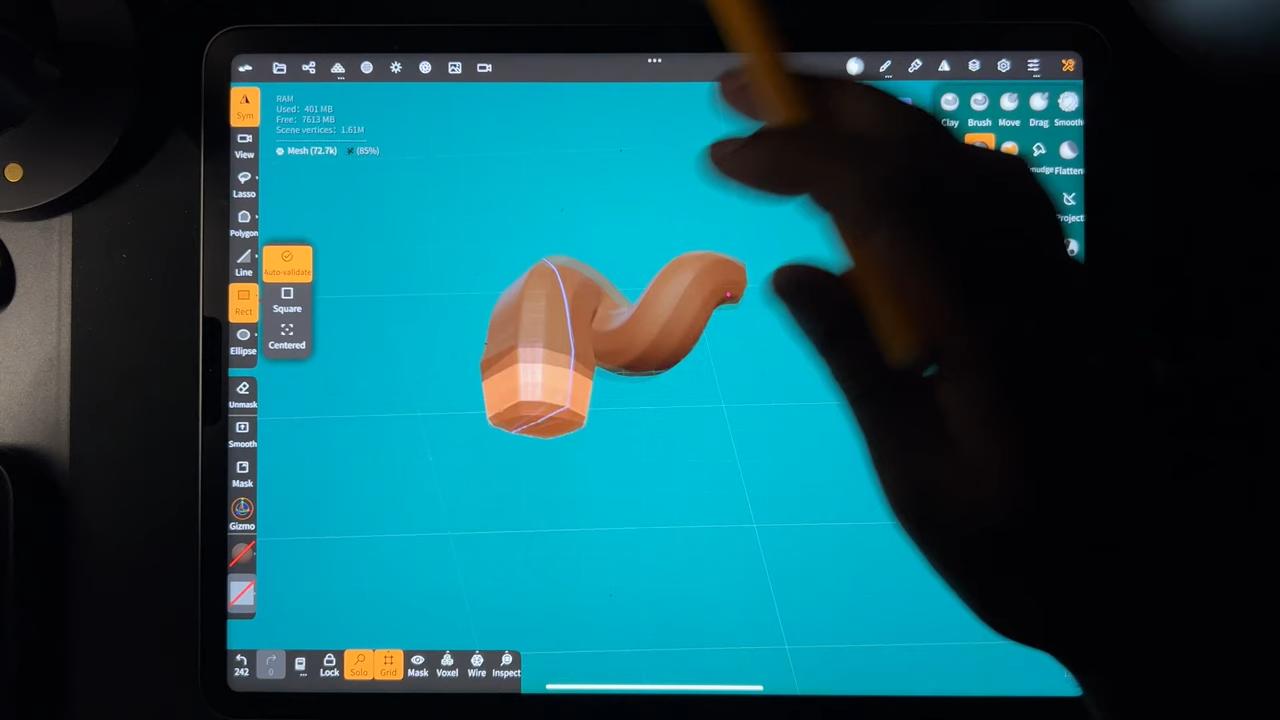 RAM
Used: 401 MB
Free: 7613 MB
Scene vertices: 1.61M
Mesh (72.7k) (85%)
Sym
View
Lasso
Polygon
Line
Rect
Ellipse
Unmask
Smooth
Mask
Gizmo
Auto-validate
Square
Centered
Clay Brush Move Drag Smooth
Flatten
Project
242 0 Lock Solo Grid Mask Voxel Wire Inspect